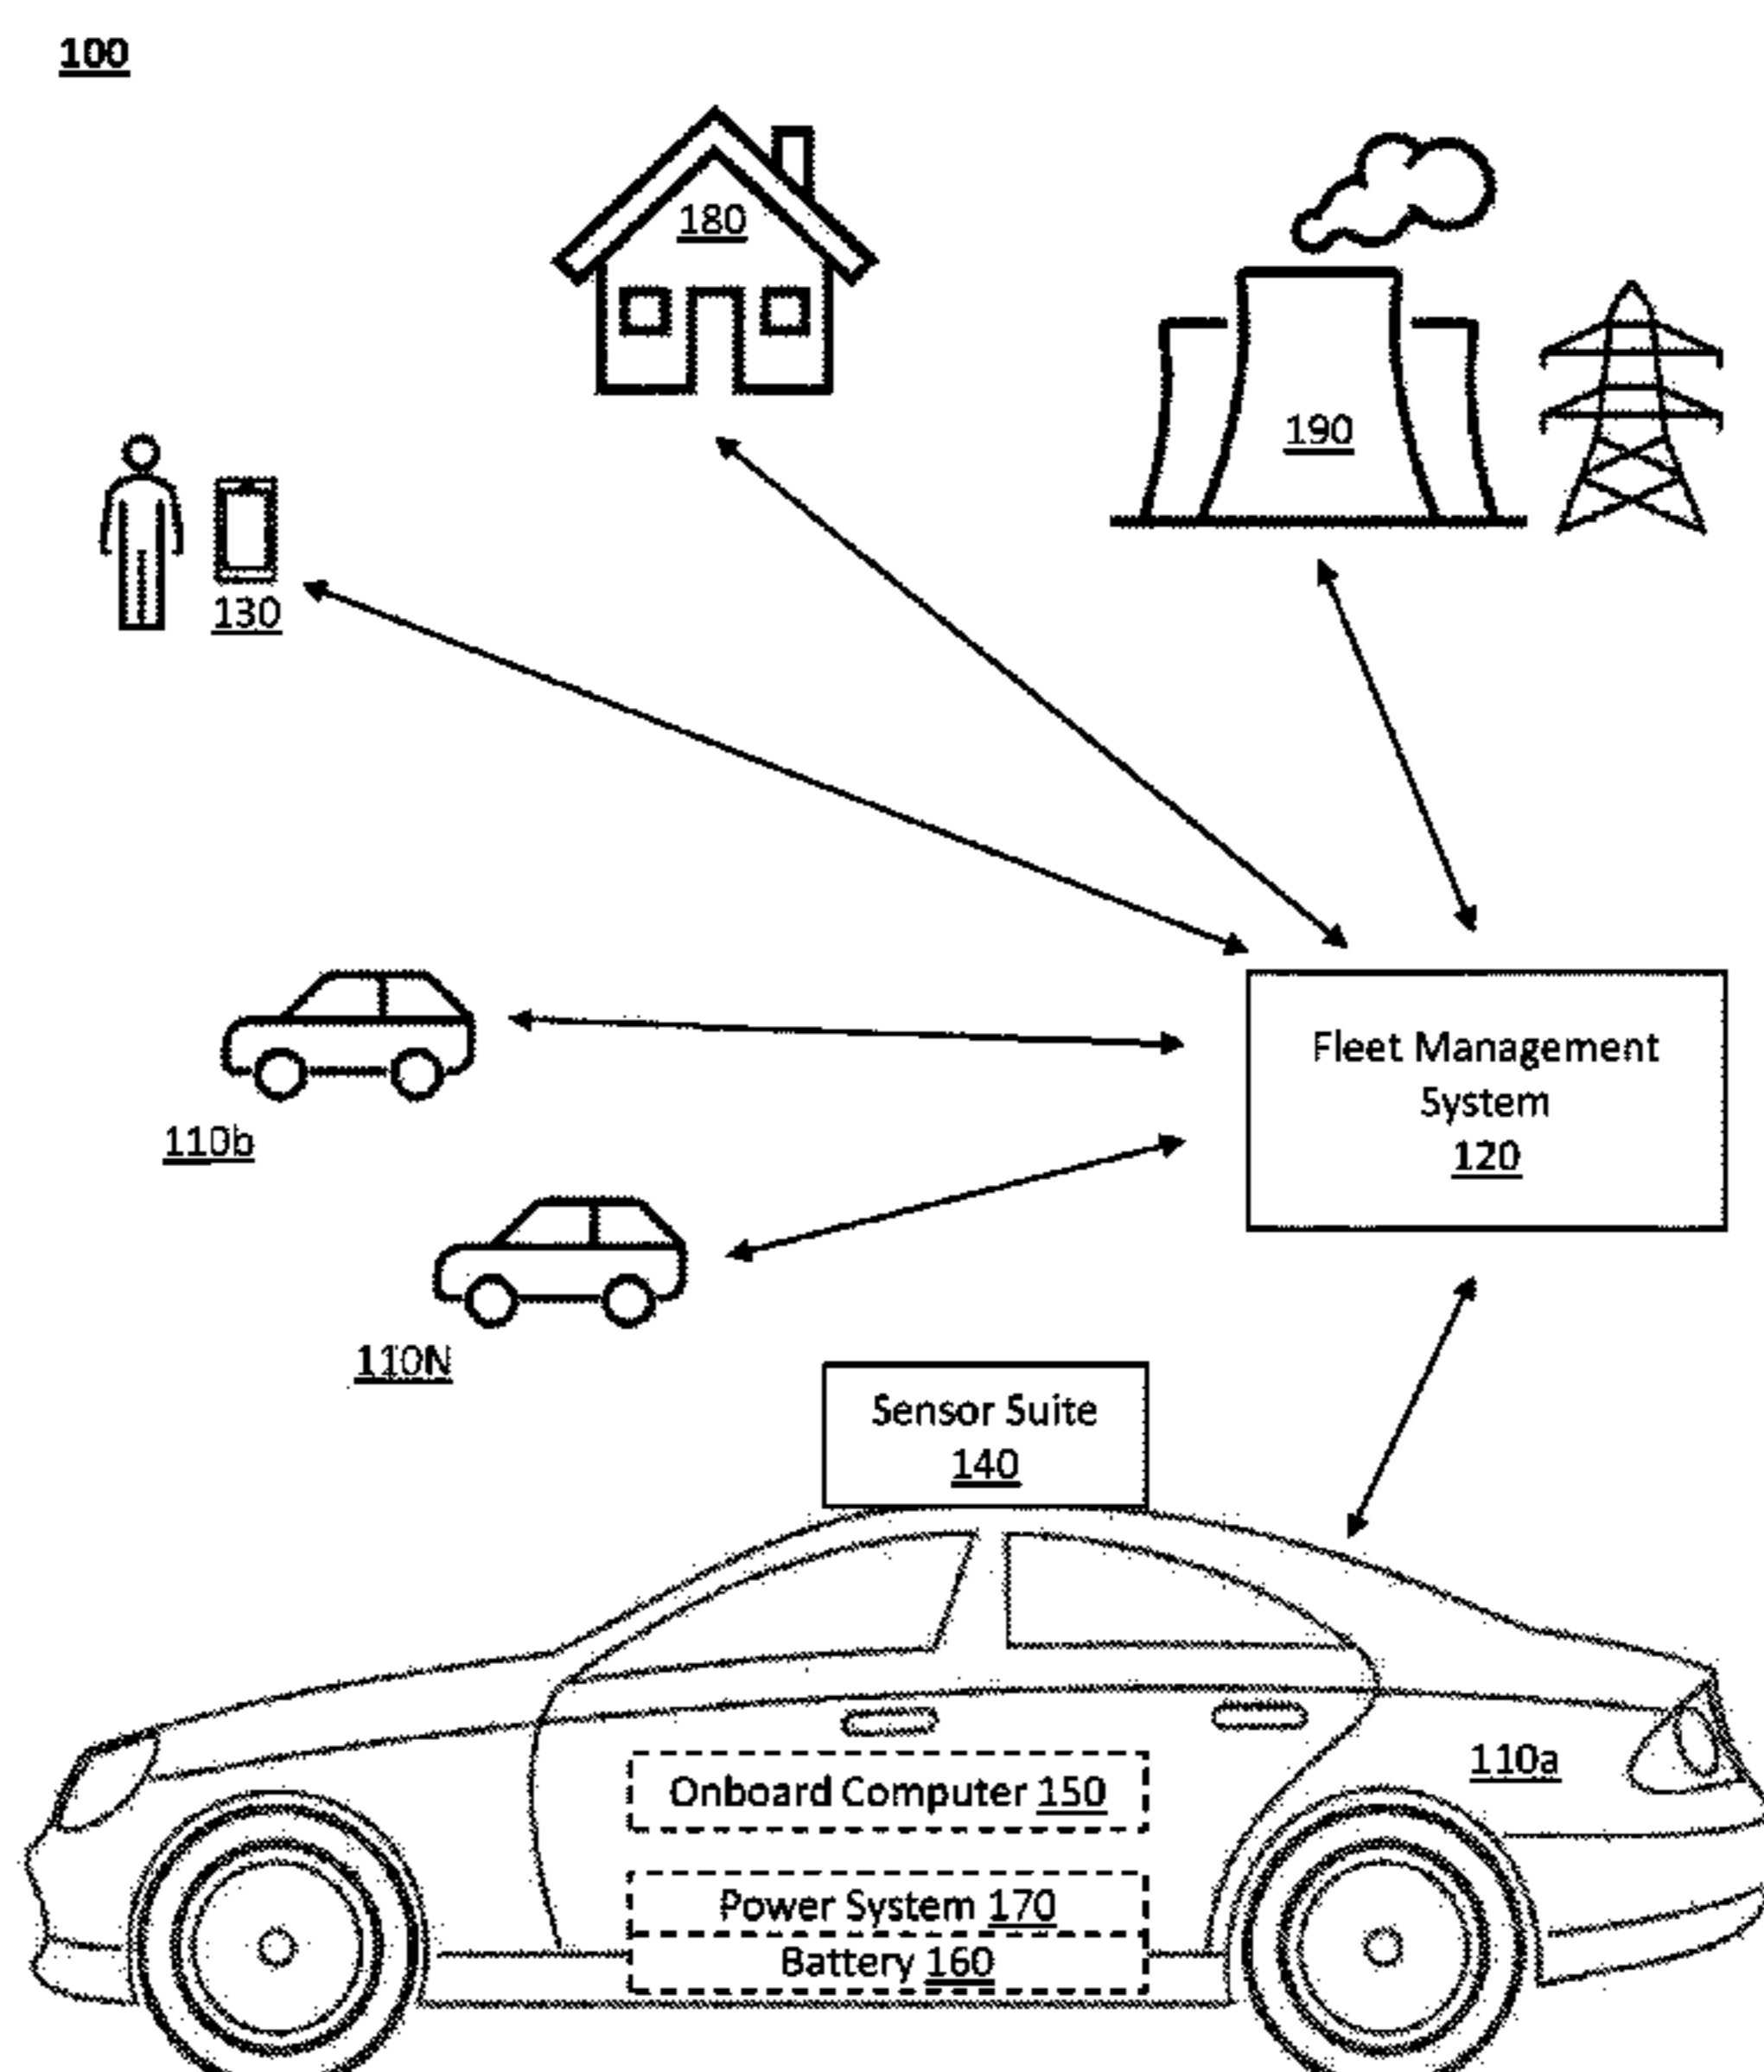 100
180
190
130
Fleet Management
System
120
110b
110N
Sensor Suite
140
110a
Onboard Computer 150
Power System 170
Battery 160